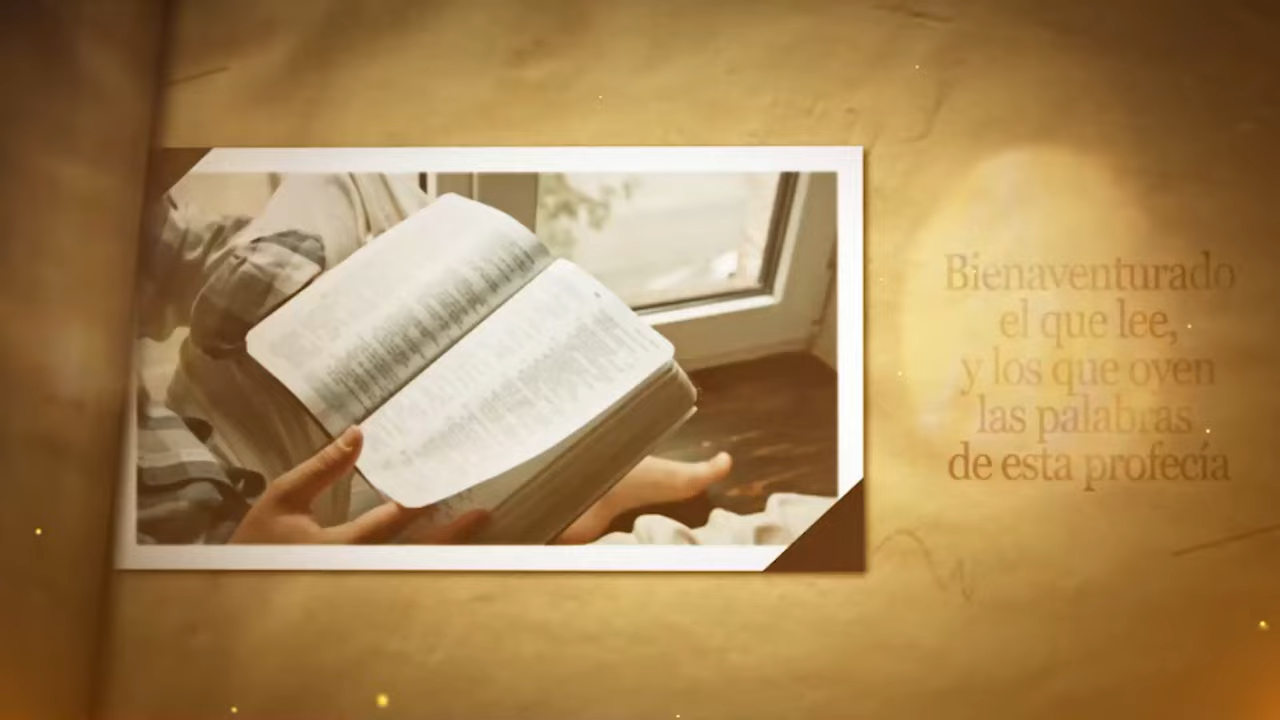 Bienaventurado
el que lee,
y los que oyen
las palabras
de esta profecía